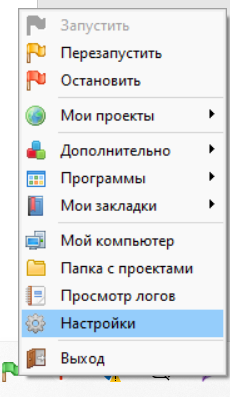 Запустить
Перезапустить
Остановить
Мои проекты
Дополнительно
Программы
Мои закладки
Мой компьютер
Папка с проектами
Просмотр логов
Настройки
Выход